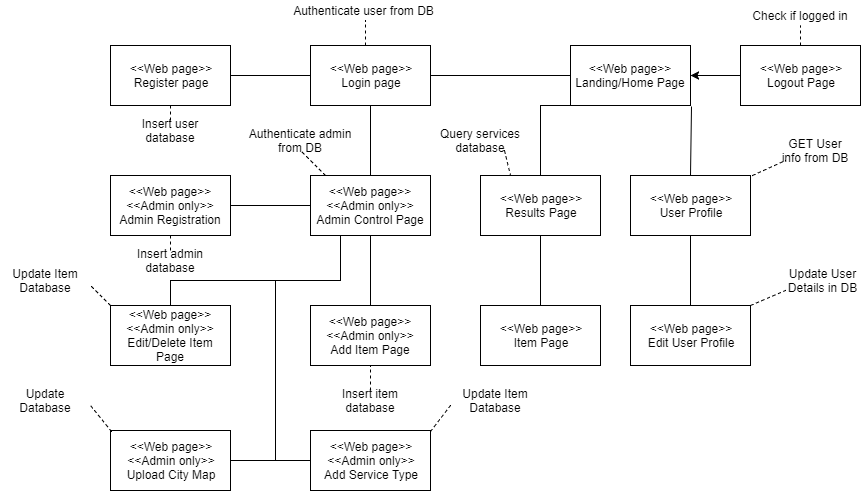 Authenticate user from DB
Check if logged in
<<Web page>>
Register page
<<Web page>>
Login page
<<Web page>>
Landing/Home Page
<<Web page>>
Logout Page
Insert user
database
Authenticate admin
from DB
Query services
database
GET User
info from DB
<<Web page>>
<<Admin only>>
Admin Registration
<<Web page>>
<<Admin only>>
Admin Control Page
<<Web page>>
Results Page
<<Web page>>
User Profile
Insert admin
database
Update Item
Database
Update User
Details in DB
<<Web page>>
<<Admin only>>
Edit/Delete Item
Page
<<Web page>>
<<Admin only>>
Add Item Page
<<Web page>>
Item Page
<<Web page>>
Edit User Profile
Update
Database
Insert item
database
Update Item
Database
<<Web page>>
<<Admin only>>
Upload City Map
<<Web page>>
<<Admin only>>
Add Service Type